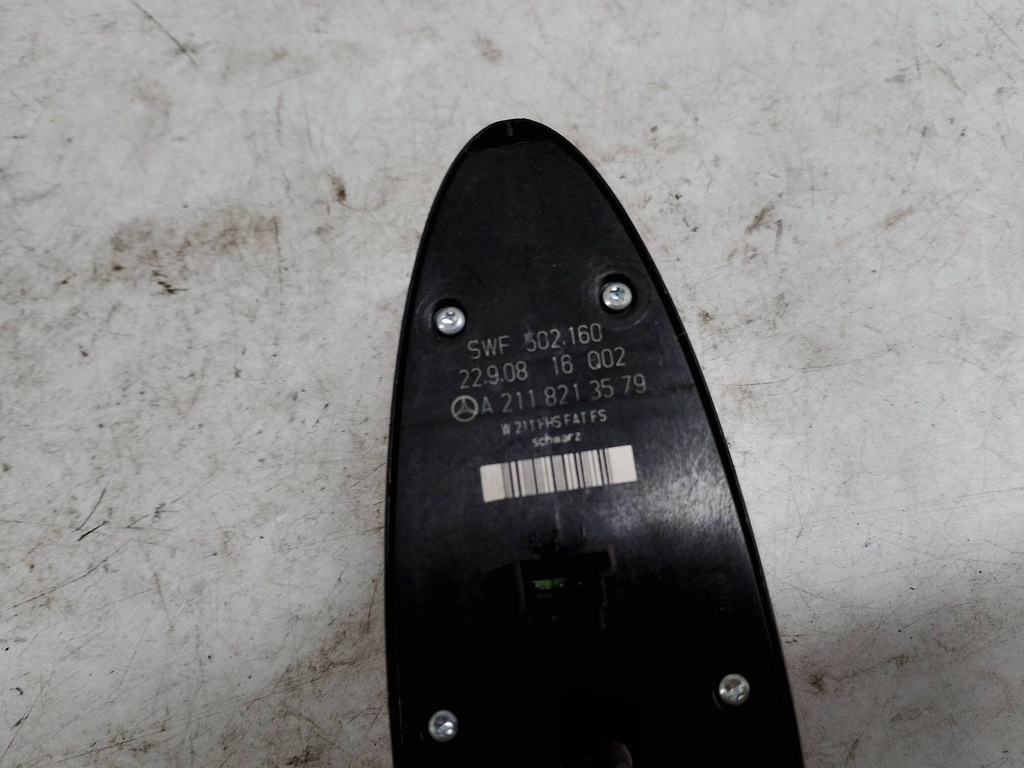 SWF 502.160
22.9.08 16 Q02
A 211 821 35 79
W 211 FHS FAT FS
schwarz